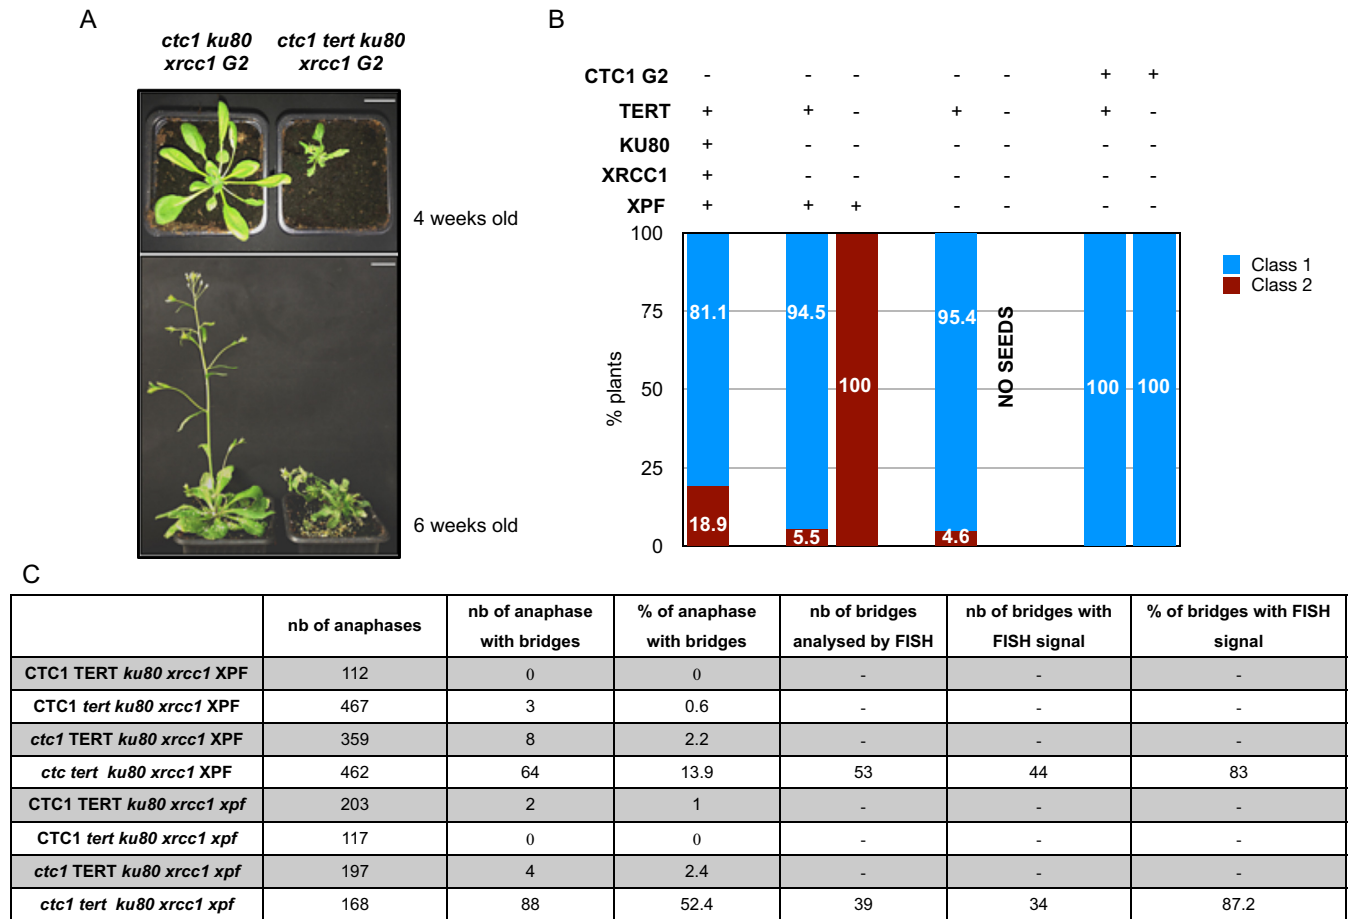 A
ctc1 ku80 xrcc1 G2
ctc1 tert ku80 xrcc1 G2
4 weeks old
6 weeks old
B
CTC1 G2 - - - - - + +
TERT + + - + - + -
KU80 + - - - - - -
XRCC1 + - - - - - -
XPF + + + - - - -
100
75
50
25
0
% plants
81.1
18.9
94.5
5.5
100
95.4
4.6
NO SEEDS
100
100
Class 1
Class 2
C
nb of anaphases | nb of anaphase with bridges | % of anaphase with bridges | nb of bridges analysed by FISH | nb of bridges with FISH signal | % of bridges with FISH signal
CTC1 TERT ku80 xrcc1 XPF 112 0 0 - - -
CTC1 tert ku80 xrcc1 XPF 467 3 0.6 - - -
ctc1 TERT ku80 xrcc1 XPF 359 8 2.2 - - -
ctc tert ku80 xrcc1 XPF 462 64 13.9 53 44 83
CTC1 TERT ku80 xrcc1 xpf 203 2 1 - - -
CTC1 tert ku80 xrcc1 xpf 117 0 0 - - -
ctc1 TERT ku80 xrcc1 xpf 197 4 2.4 - - -
ctc1 tert ku80 xrcc1 xpf 168 88 52.4 39 34 87.2